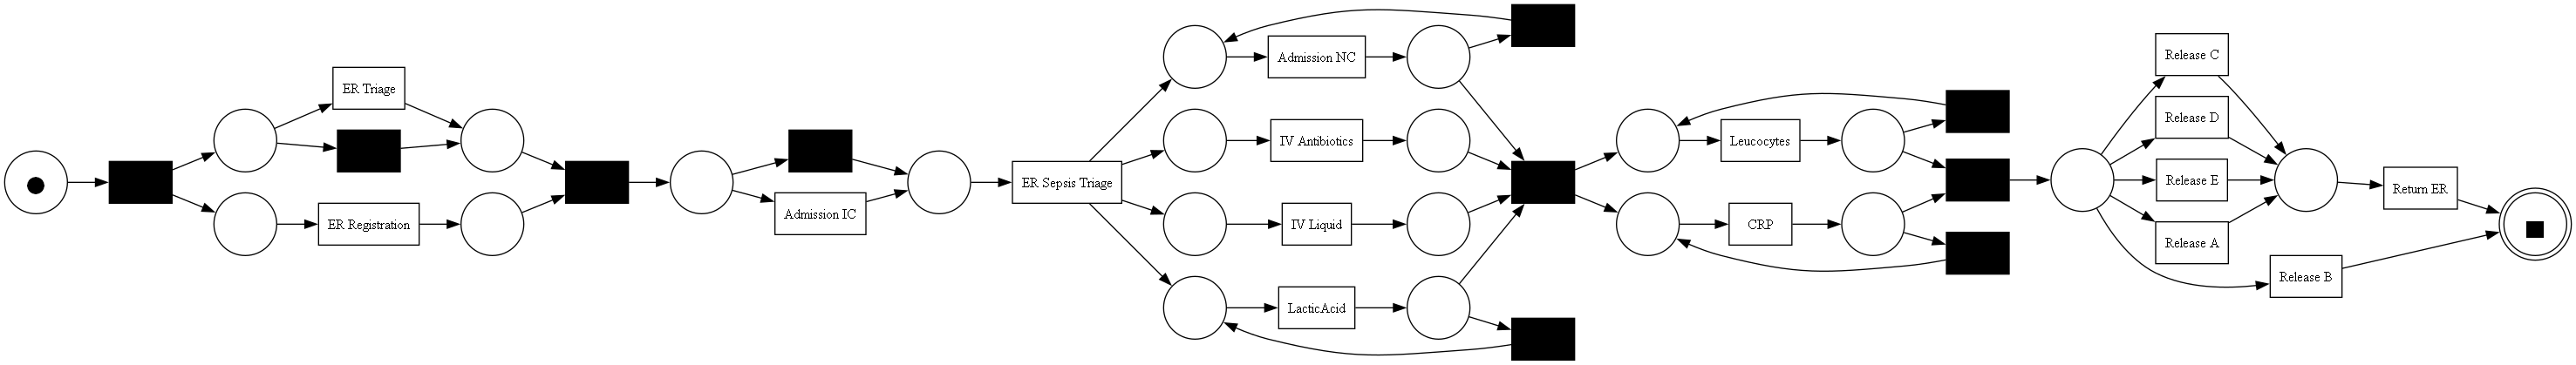 ER Triage
ER Registration
Admission IC
ER Sepsis Triage
Admission NC
IV Antibiotics
IV Liquid
LacticAcid
Leucocytes
CRP
Release C
Release D
Release E
Release A
Release B
Return ER